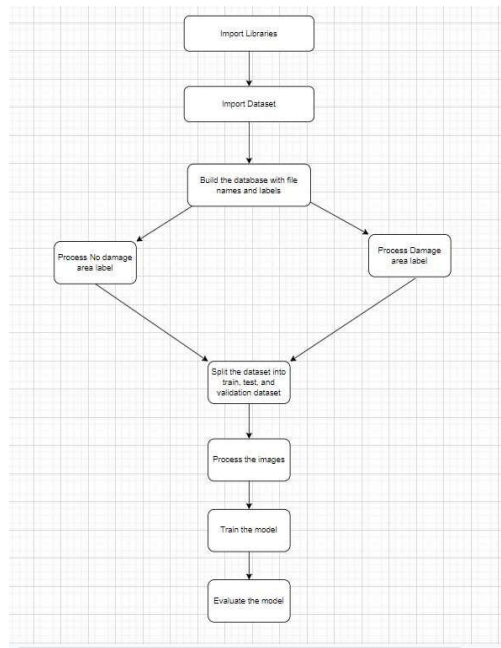 Import Libraries
Import Dataset
Build the database with file
names and labels
Process No damage
area label
Process Damage
area label
Split the dataset into
train, test, and
validation dataset
Process the images
Train the model
Evaluate the model